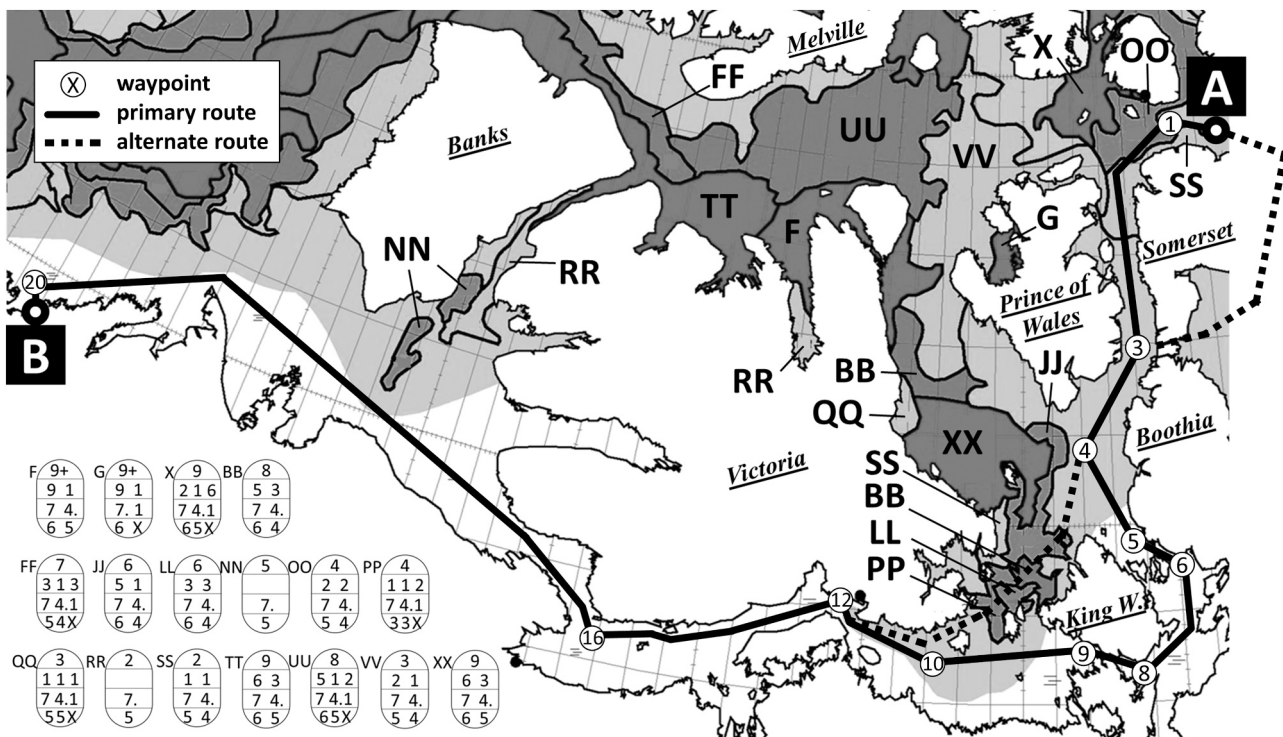 Melville
X
OO
A
FF
X waypoint
primary route
alternate route
1
Banks
UU
VV
SS
TT
F
G
NN
RR
Somerset
20
Prince of
Wales
B
3
RR
BB
JJ
QQ
XX
4
Boothia
Victoria
SS
BB
LL
PP
5
6
12
King W.
16
10
9
8
F 9+
9 1
7 4.
6 5
G 9+
9 1
7. 1
6 X
X 9
2 1 6
7 4.1
6 5 X
BB 8
5 3
7 4.
6 4
FF 7
3 1 3
7 4.1
5 4 X
JJ 6
5 1
7 4.
6 4
LL 6
3 3
7 4.
6 4
NN 5
7.
5
OO 4
2 2
7 4.
5 4
PP 4
1 1 2
7 4.1
3 3 X
QQ 3
1 1 1
7 4.1
5 5 X
RR 2
7.
5
SS 2
1 1
7 4.
5 4
TT 9
6 3
7 4.
6 5
UU 8
5 1 2
7 4.1
6 5 X
VV 3
2 1
7 4.
5 4
XX 9
6 3
7 4.
6 5